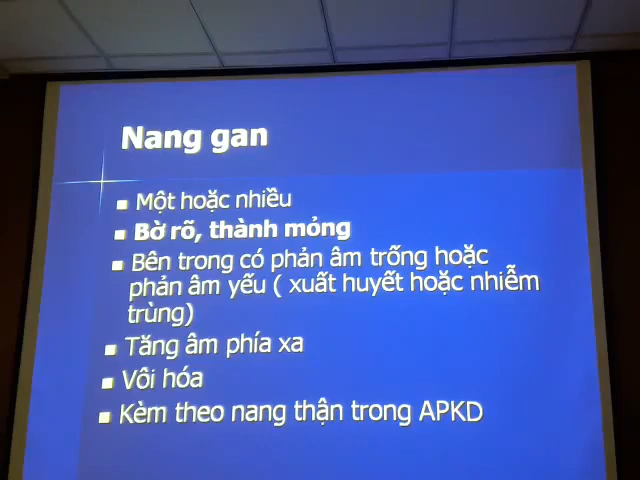 Nang gan
Một hoặc nhiều
Bờ rõ, thành mỏng
Bên trong có phản âm trống hoặc
phản âm yếu ( xuất huyết hoặc nhiễm
trùng)
Tăng âm phía xa
Vôi hóa
Kèm theo nang thận trong APKD